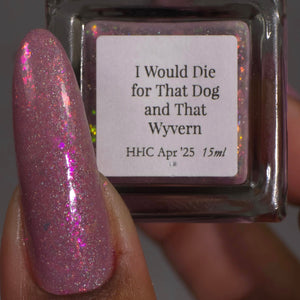 I Would Die
for That Dog
and That
Wyvern
HHC Apr '25 15ml